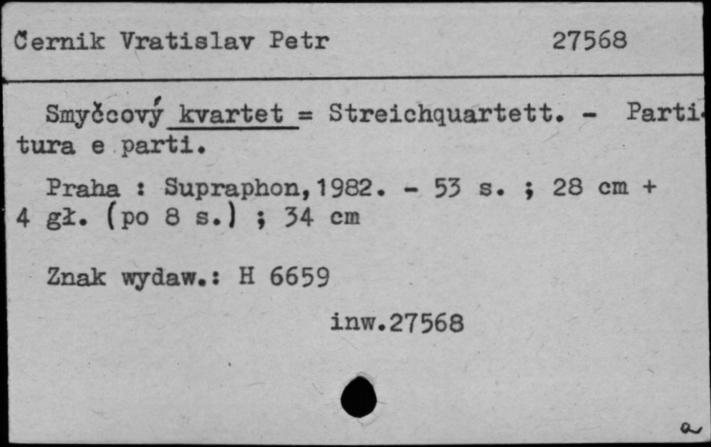 Černik Vratislav Petr 27568
Smyčcový kvartet = Streichquartett. - Parti-
tura e parti.
Praha : Supraphon,1982. - 53 s. ; 28 cm +
4 gł. (po 8 s.) ; 34 cm
Znak wydaw.: H 6659
inw.27568
a